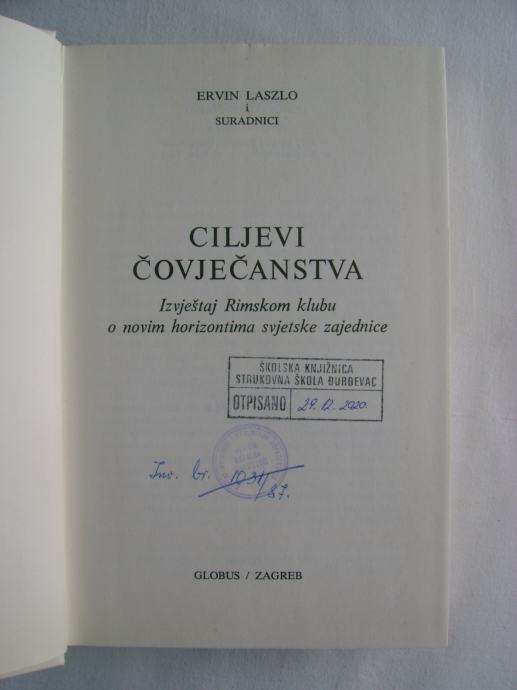 ERVIN LASZLO
i
SURADNICI
CILJEVI
ČOVJEČANSTVA
Izvještaj Rimskom klubu
o novim horizontima svjetske zajednice
ŠKOLSKA KNJIŽNICA
STRUKOVNA ŠKOLA ĐURĐEVAC
OTPISANO 29.12.2020.
Inv. br. 1031/87.
GLOBUS / ZAGREB